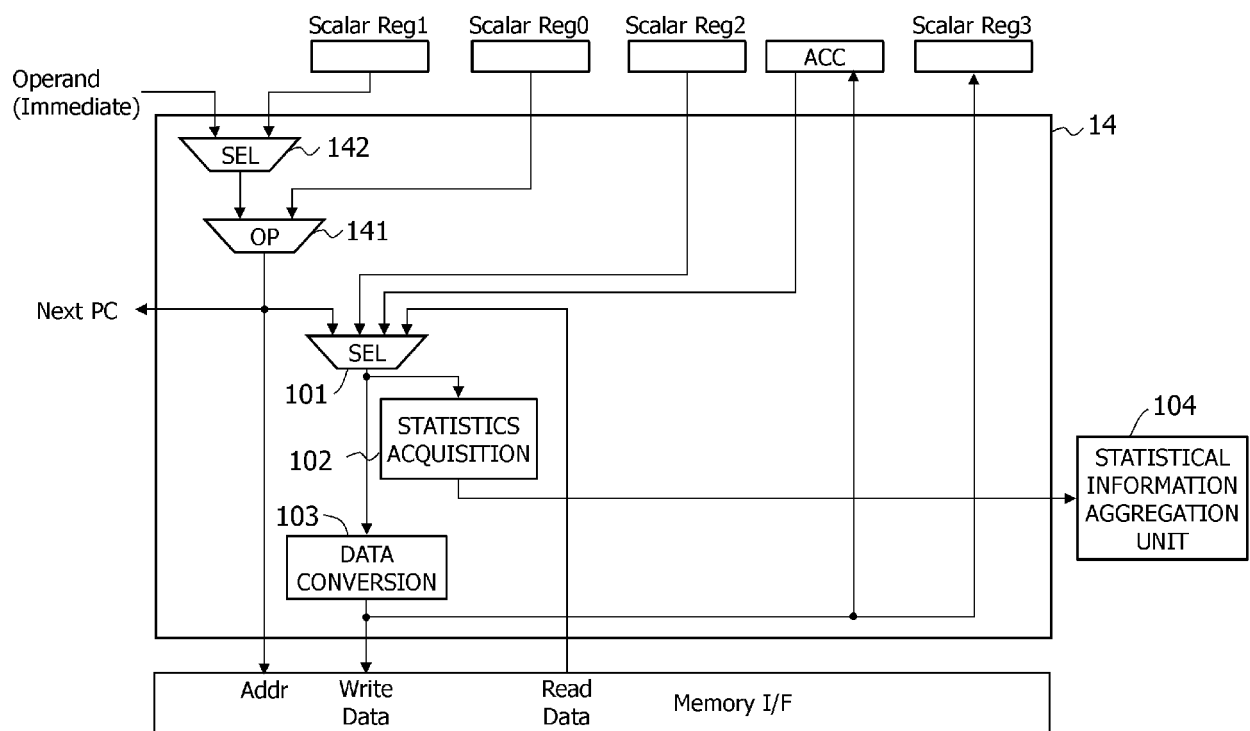 Scalar Reg1
Scalar Reg0
Scalar Reg2
Scalar Reg3
ACC
Operand
(Immediate)
14
SEL
142
OP
141
Next PC
SEL
101
STATISTICS
ACQUISITION
102
104
STATISTICAL
INFORMATION
AGGREGATION
UNIT
103
DATA
CONVERSION
Addr
Write
Data
Read
Data
Memory I/F